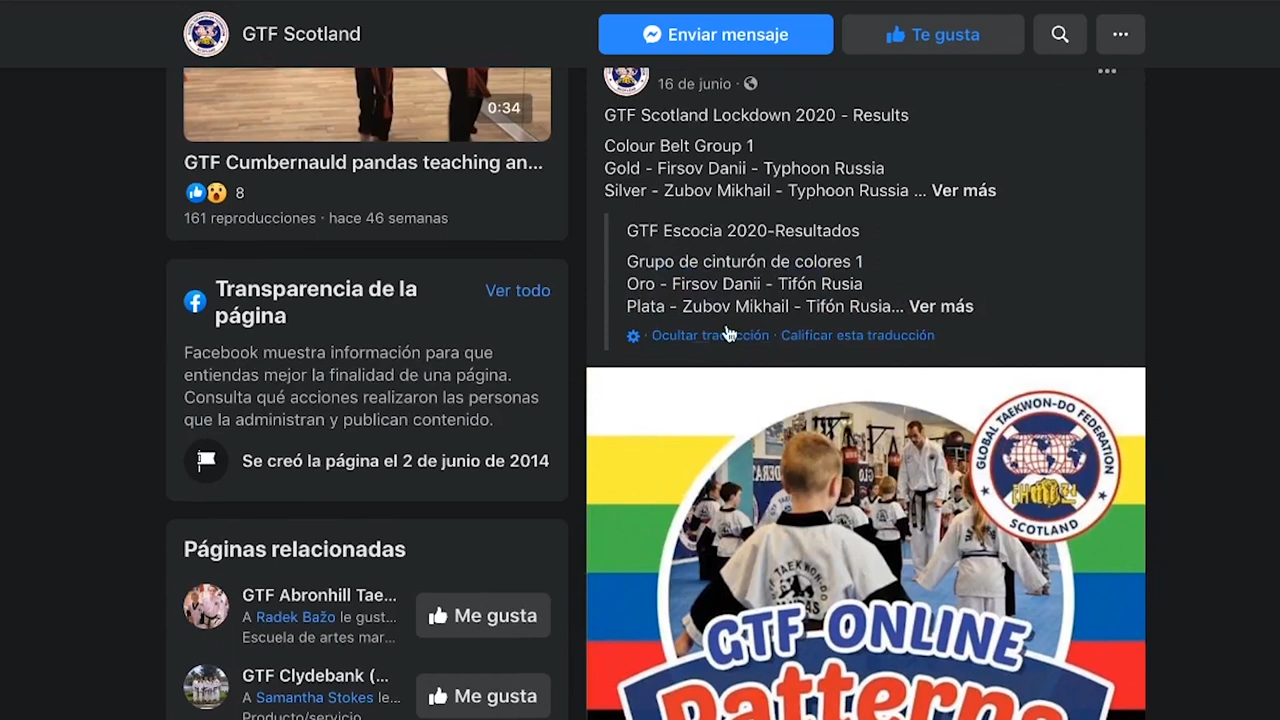 GTF Scotland
Enviar mensaje
Te gusta
0:34
GTF Cumbernauld pandas teaching an...
8
161 reproducciones · hace 46 semanas
Transparencia de la
página
Ver todo
Facebook muestra información para que
entiendas mejor la finalidad de una página.
Consulta qué acciones realizaron las personas
que la administran y publican contenido.
Se creó la página el 2 de junio de 2014
Páginas relacionadas
GTF Abronhill Tae...
A Radek Bažo le gust...
Escuela de artes mar...
Me gusta
GTF Clydebank (...
A Samantha Stokes le...
Producto/servicio
Me gusta
16 de junio ·
GTF Scotland Lockdown 2020 - Results
Colour Belt Group 1
Gold - Firsov Danii - Typhoon Russia
Silver - Zubov Mikhail - Typhoon Russia ... Ver más
GTF Escocia 2020-Resultados
Grupo de cinturón de colores 1
Oro - Firsov Danii - Tifón Rusia
Plata - Zubov Mikhail - Tifón Rusia... Ver más
· Ocultar traducción · Calificar esta traducción
GLOBAL TAEKWON-DO FEDERATION
SCOTLAND
TAEKWON-DO
GTF ONLINE
Patterns